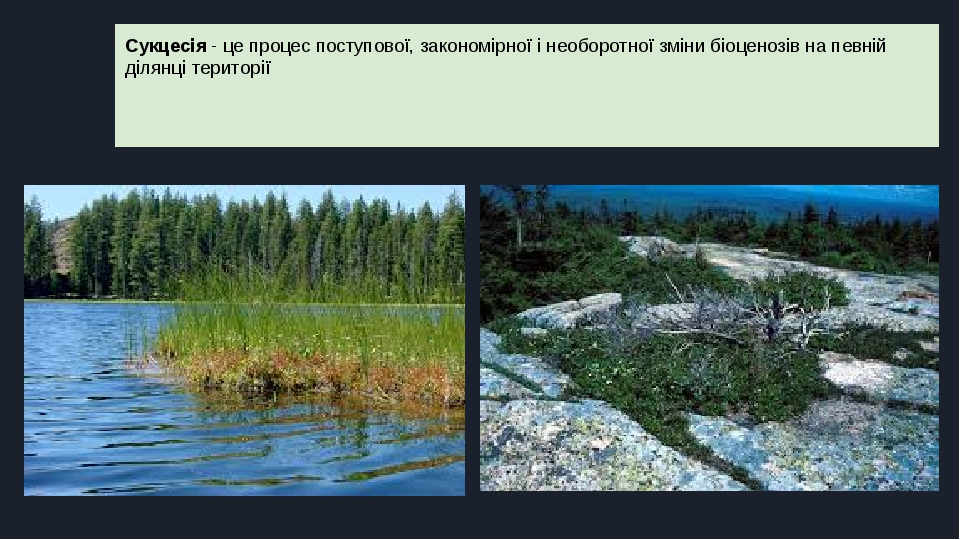 Сукцесія - це процес поступової, закономірної і необоротної зміни біоценозів на певній
ділянці території